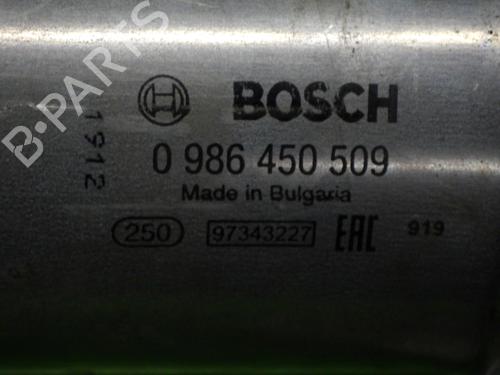 B-PARTS
BOSCH
1912
0 986 450 509
Made in Bulgaria
250 97343227 EAC 919